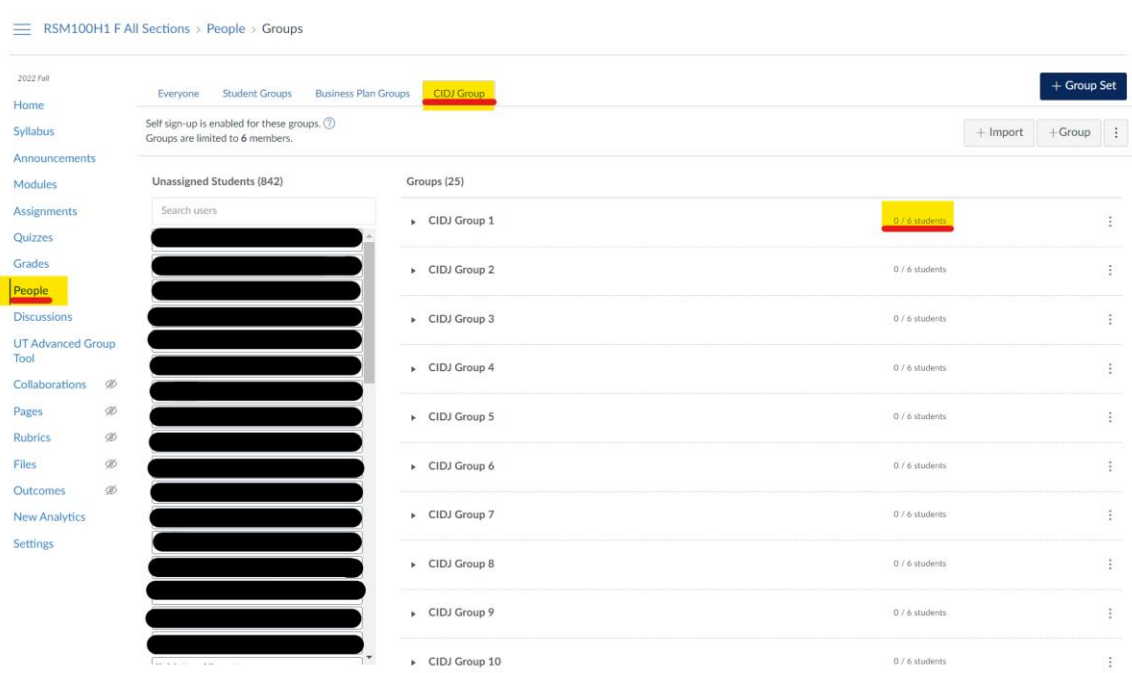 RSM100H1 F All Sections > People > Groups
2022 Fall
Home
Syllabus
Announcements
Modules
Assignments
Quizzes
Grades
People
Discussions
UT Advanced Group
Tool
Collaborations
Pages
Rubrics
Files
Outcomes
New Analytics
Settings
Everyone Student Groups Business Plan Groups CIDJ Group
+ Group Set
Self sign-up is enabled for these groups. ?
Groups are limited to 6 members.
+ Import +Group
Unassigned Students (842)
Search users
Groups (25)
CIDJ Group 1 0 / 6 students
CIDJ Group 2 0 / 6 students
CIDJ Group 3 0 / 6 students
CIDJ Group 4 0 / 6 students
CIDJ Group 5 0 / 6 students
CIDJ Group 6 0 / 6 students
CIDJ Group 7 0 / 6 students
CIDJ Group 8 0 / 6 students
CIDJ Group 9 0 / 6 students
CIDJ Group 10 0 / 6 students